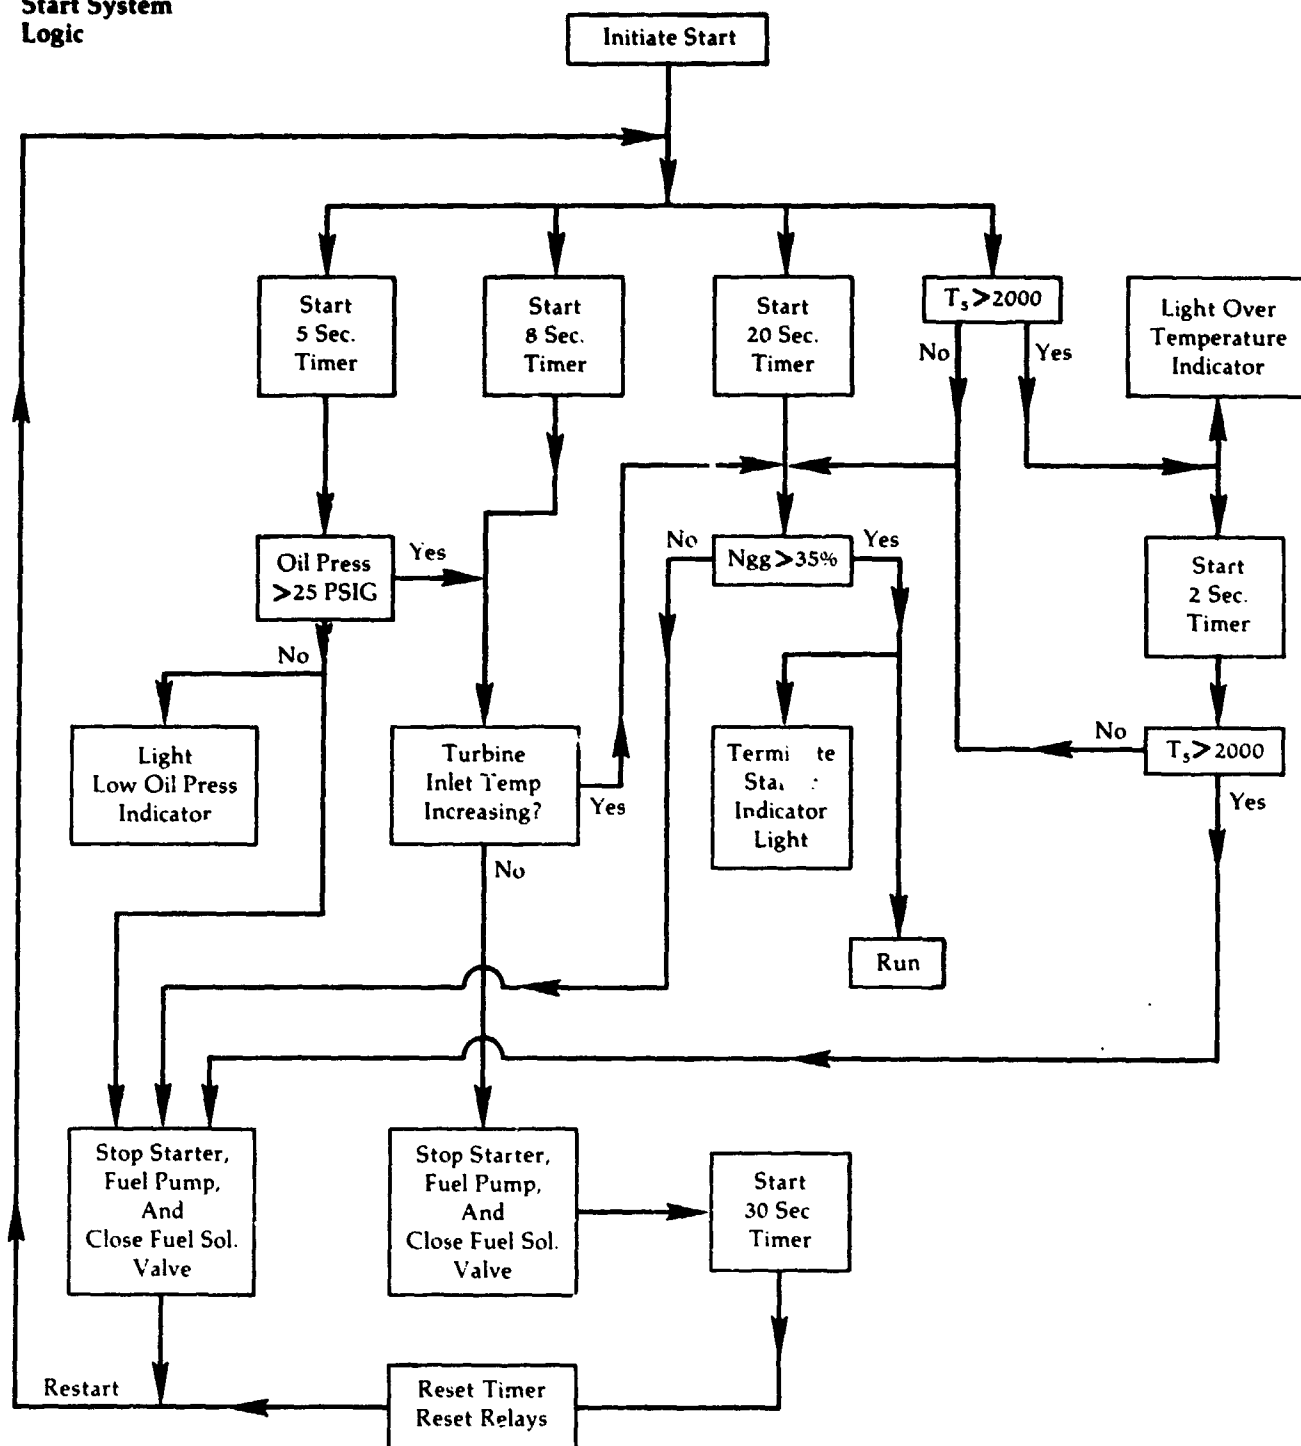 Start System
Logic
Initiate Start
Start
5 Sec.
Timer
Start
8 Sec.
Timer
Start
20 Sec.
Timer
T5 > 2000
No
Yes
Light Over
Temperature
Indicator
Oil Press
>25 PSIG
Yes
No
No
Ngg > 35%
Yes
Start
2 Sec.
Timer
Light
Low Oil Press
Indicator
Turbine
Inlet Temp
Increasing?
Yes
No
Indicator
Light
No
T5 > 2000
Yes
Run
Stop Starter,
Fuel Pump,
And
Close Fuel Sol.
Valve
Stop Starter,
Fuel Pump,
And
Close Fuel Sol.
Valve
Start
30 Sec
Timer
Restart
Reset Timer
Reset Relays